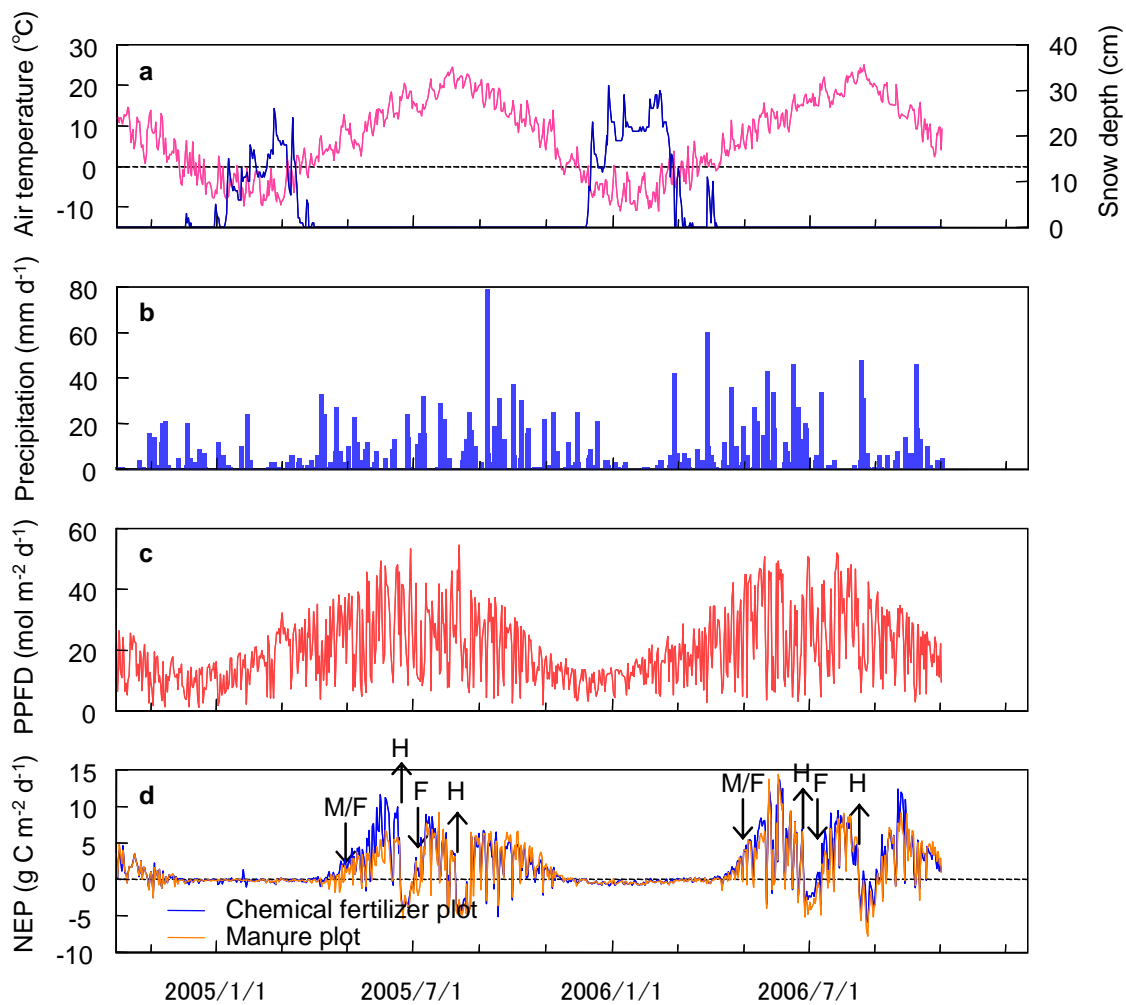 Air temperature (℃)
30
20
10
0
-10
a
40
30
20
10
0
Snow depth (cm)
Precipitation (mm d-1)
80
60
40
20
0
b
PPFD (mol m-2 d-1)
60
40
20
0
c
NEP (g C m-2 d-1)
15
10
5
0
-5
-10
d
M/F
H
F
H
M/F
H
F
H
Chemical fertilizer plot
Manure plot
2005/1/1
2005/7/1
2006/1/1
2006/7/1